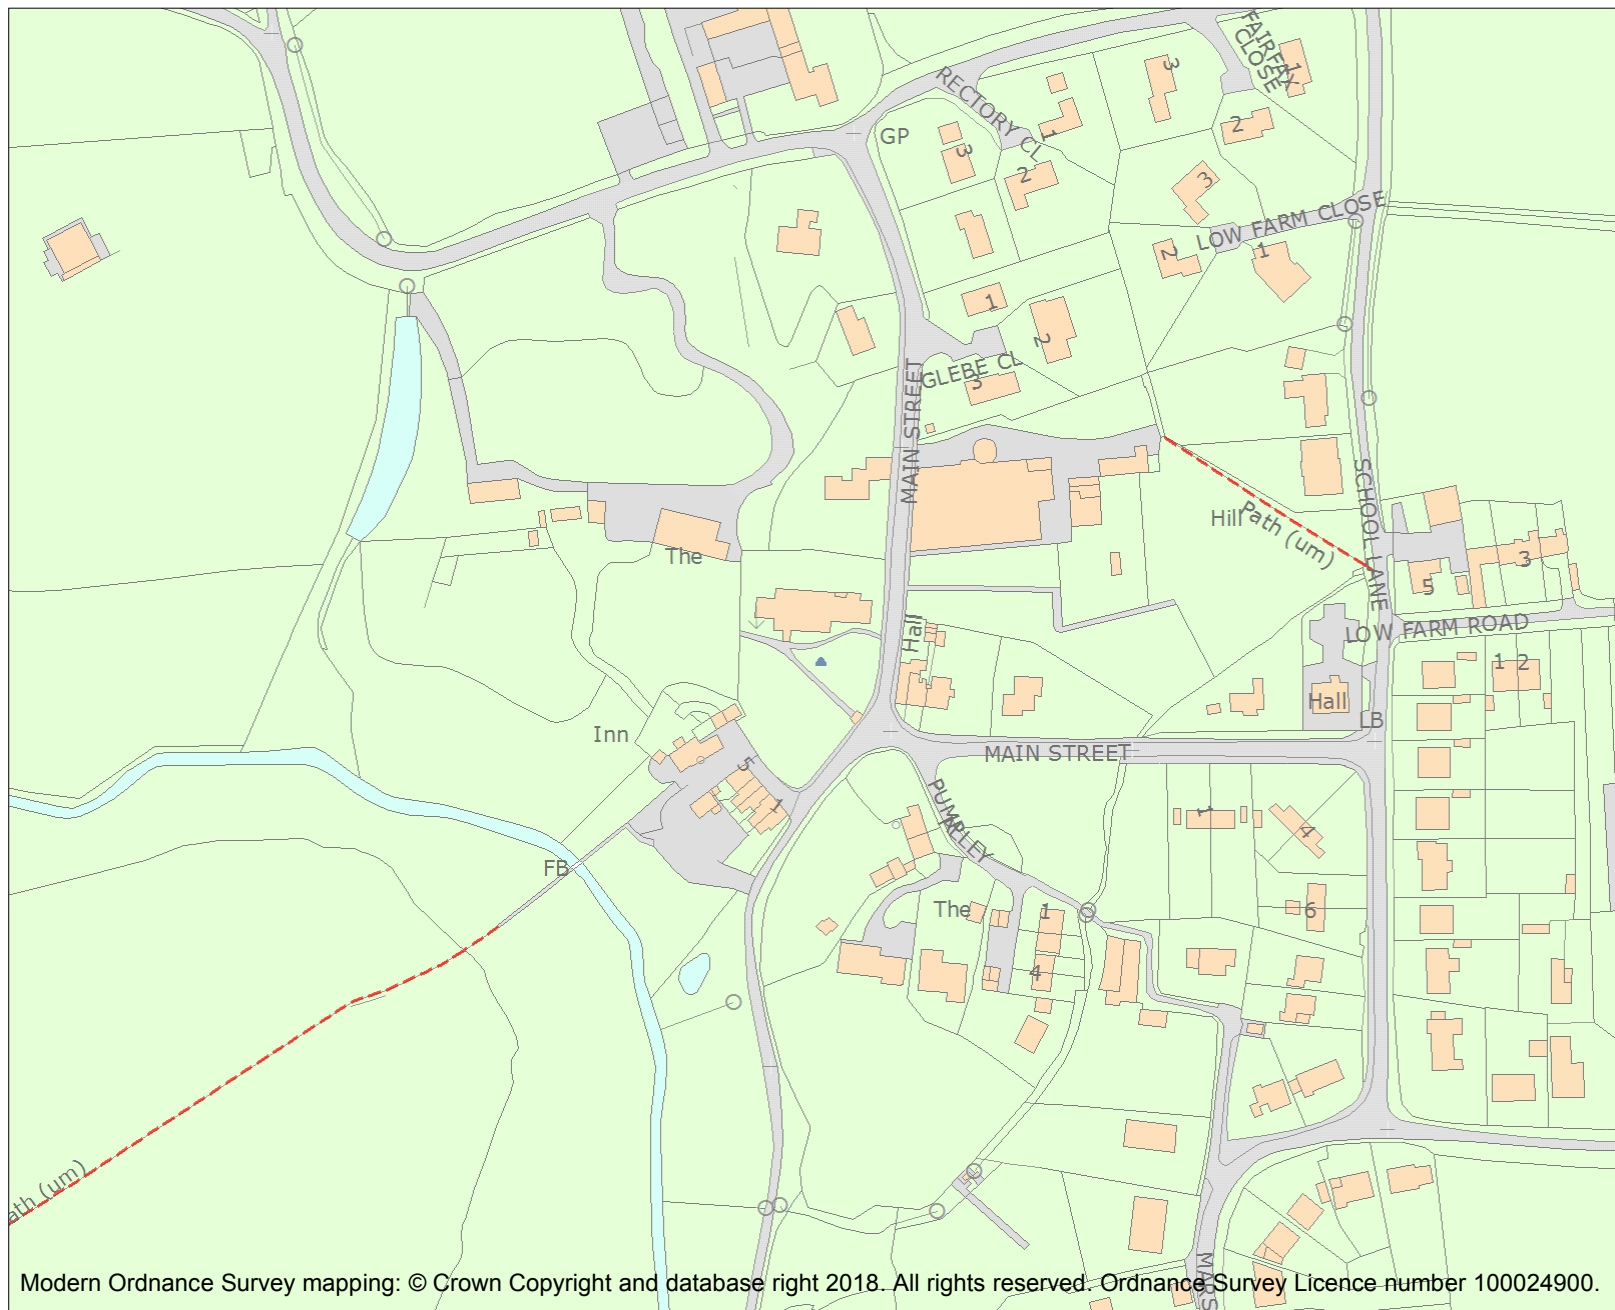 FAIRFAX
CLOSE
1
RECTORY CL
3
1
2
GP
3
2
3
LOW FARM CLOSE
1
2
1
2
GLEBE CL
3
MAIN STREET
SCHOOL LANE
Hill
Path (um)
The
3
5
Hall
LOW FARM ROAD
1 2
Hall
LB
Inn
MAIN STREET
5
1
PUMP
ALLEY
1
4
FB
The
1
6
4
ath (um)
MARS
Modern Ordnance Survey mapping: © Crown Copyright and database right 2018. All rights reserved. Ordnance Survey Licence number 100024900.